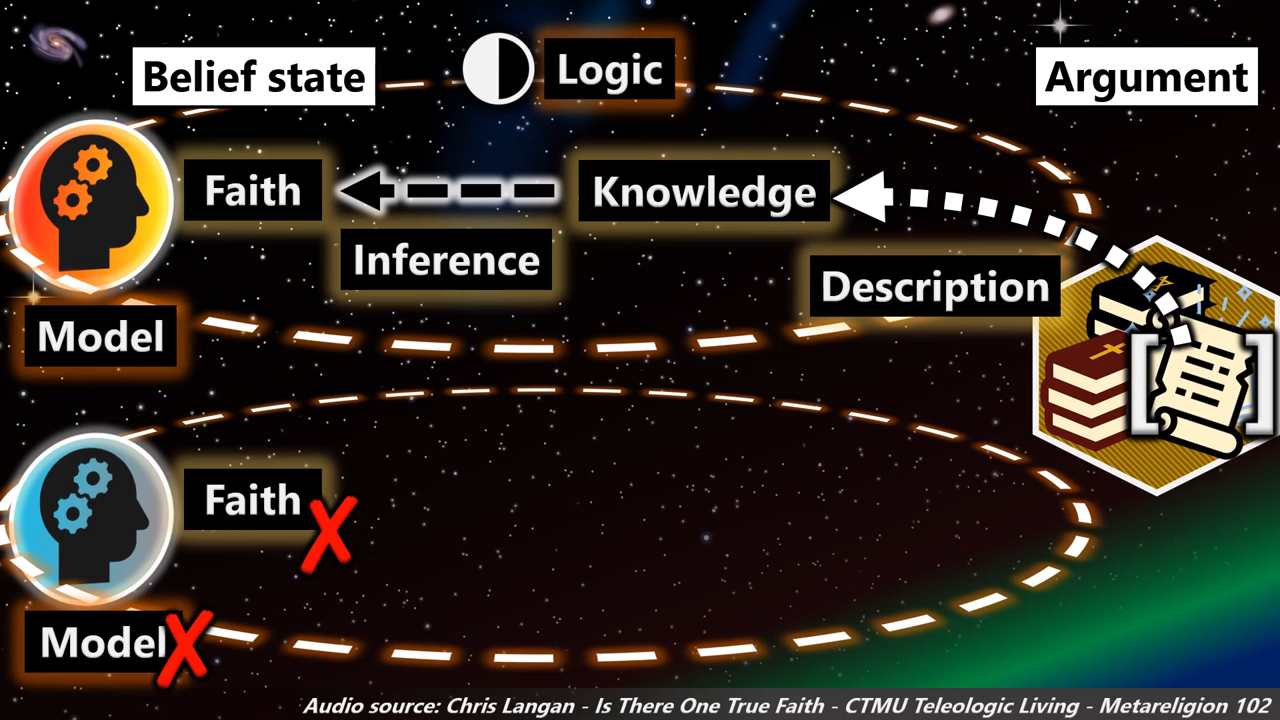 Belief state
Logic
Argument
Faith
Knowledge
Inference
Description
Model
Faith
Model
Audio source: Chris Langan - Is There One True Faith - CTMU Teleologic Living - Metareligion 102